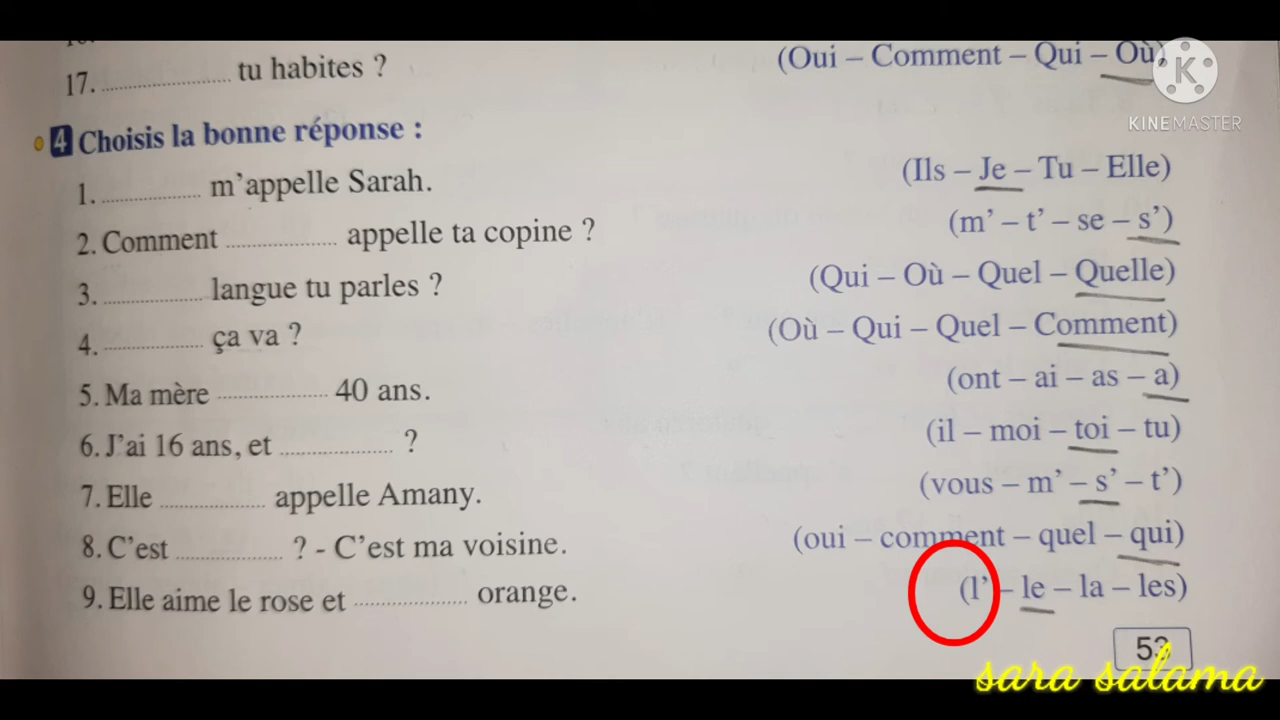 17. .................. tu habites ? (Oui – Comment – Qui – Où)
K
KINEMASTER
4 Choisis la bonne réponse :
1. .................. m'appelle Sarah. (Ils – Je – Tu – Elle)
2. Comment .................. appelle ta copine ? (m' – t' – se – s')
3. .................. langue tu parles ? (Qui – Où – Quel – Quelle)
4. .................. ça va ? (Où – Qui – Quel – Comment)
5. Ma mère .................. 40 ans. (ont – ai – as – a)
6. J'ai 16 ans, et .................. ? (il – moi – toi – tu)
7. Elle .................. appelle Amany. (vous – m' – s' – t')
8. C'est .................. ? - C'est ma voisine. (oui – comment – quel – qui)
9. Elle aime le rose et .................. orange. (l' – le – la – les)
53
sara salama